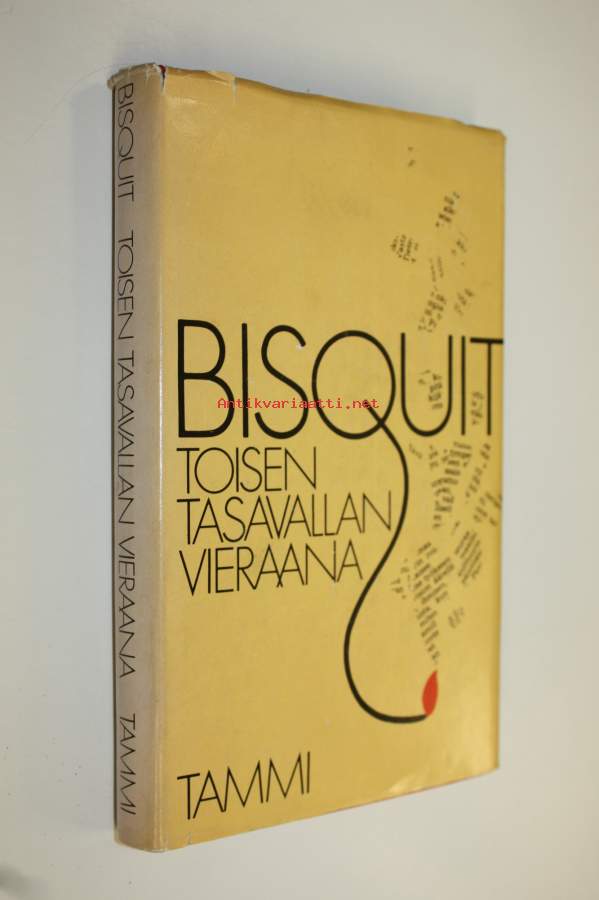 BISQUIT TOISEN TASAVALLAN VIERAANA TAMMI
BISQUIT
Antikvariaatti.net
TOISEN
TASAVALLAN
VIERAANA
TAMMI